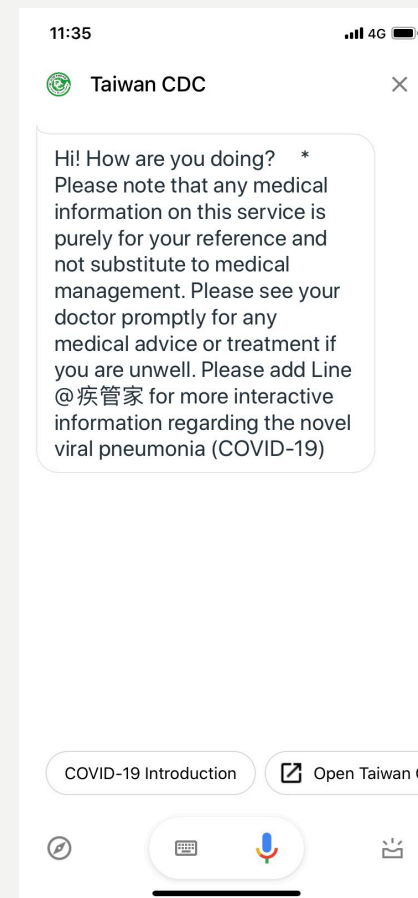 11:35
4G
Taiwan CDC
Hi! How are you doing? *
Please note that any medical
information on this service is
purely for your reference and
not substitute to medical
management. Please see your
doctor promptly for any
medical advice or treatment if
you are unwell. Please add Line
@疾管家 for more interactive
information regarding the novel
viral pneumonia (COVID-19)
COVID-19 Introduction
Open Taiwan